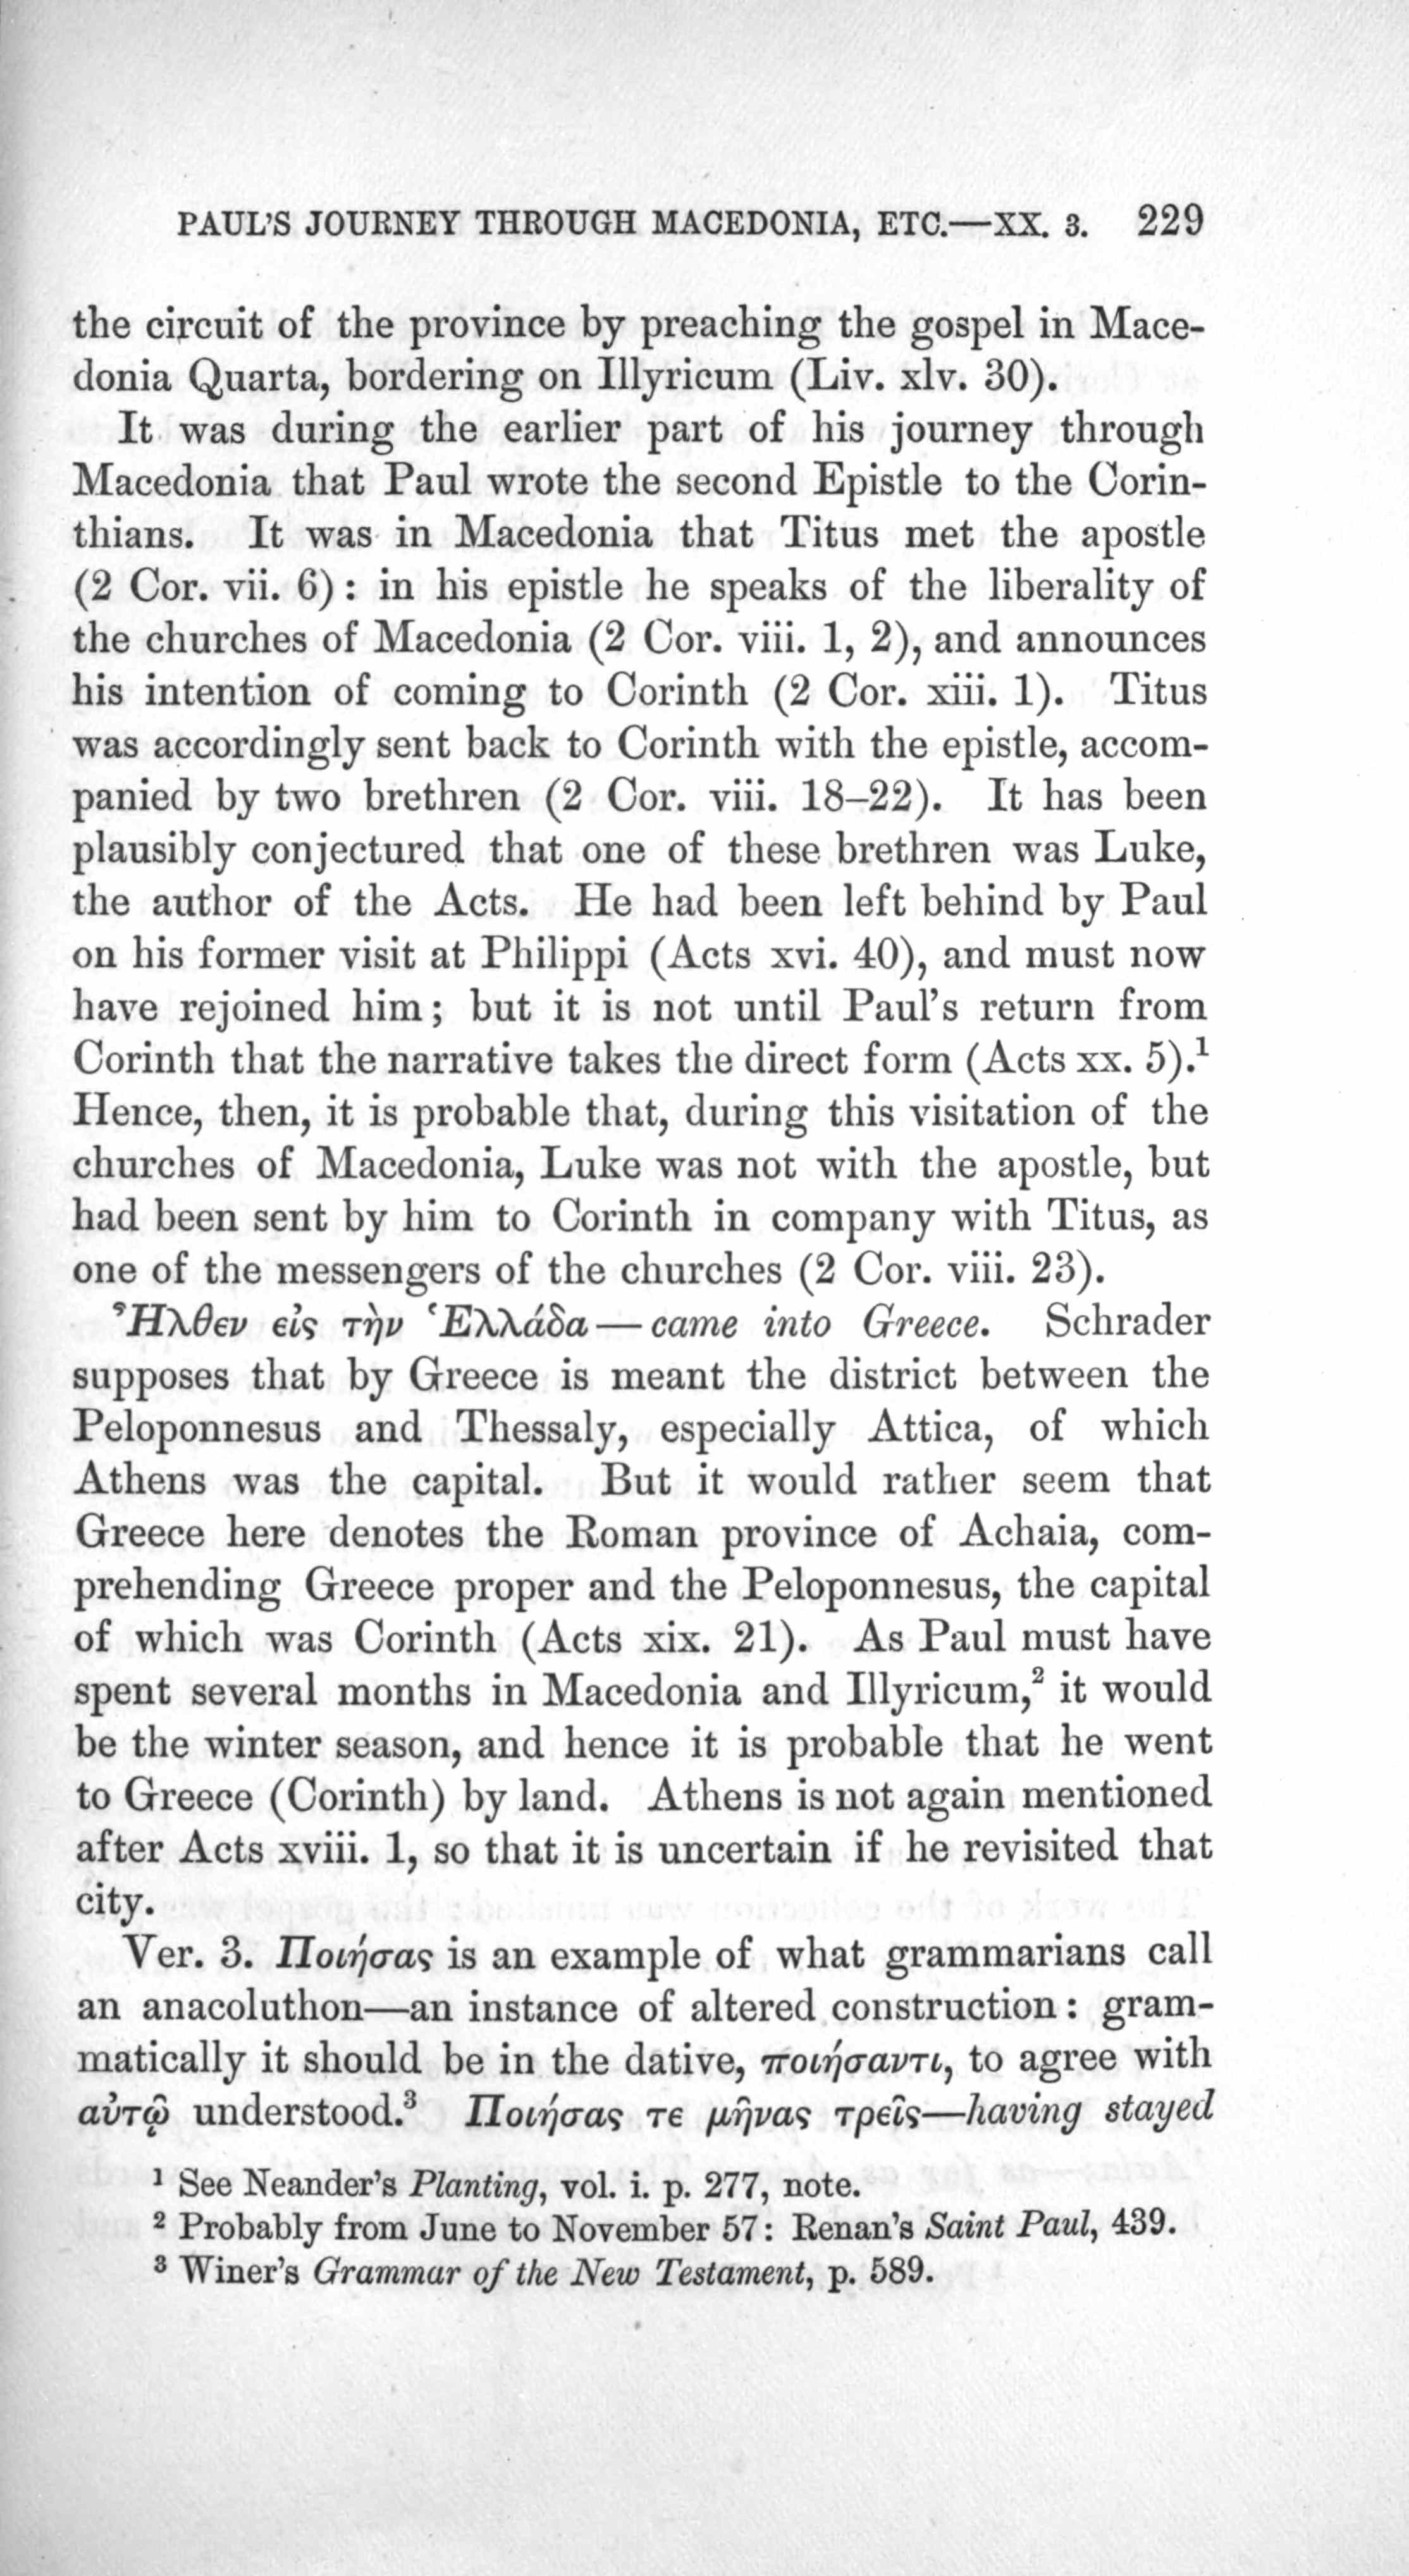 PAUL'S JOURNEY THROUGH MACEDONIA, ETC.—XX. 3. 229
the circuit of the province by preaching the gospel in Mace-
donia Quarta, bordering on Illyricum (Liv. xlv. 30).
It was during the earlier part of his journey through
Macedonia that Paul wrote the second Epistle to the Corin-
thians. It was in Macedonia that Titus met the apostle
(2 Cor. vii. 6): in his epistle he speaks of the liberality of
the churches of Macedonia (2 Cor. viii. 1, 2), and announces
his intention of coming to Corinth (2 Cor. xiii. 1). Titus
was accordingly sent back to Corinth with the epistle, accom-
panied by two brethren (2 Cor. viii. 18–22). It has been
plausibly conjectured that one of these brethren was Luke,
the author of the Acts. He had been left behind by Paul
on his former visit at Philippi (Acts xvi. 40), and must now
have rejoined him; but it is not until Paul's return from
Corinth that the narrative takes the direct form (Acts xx. 5).¹
Hence, then, it is probable that, during this visitation of the
churches of Macedonia, Luke was not with the apostle, but
had been sent by him to Corinth in company with Titus, as
one of the messengers of the churches (2 Cor. viii. 23).
Ἦλθεν εἰς τὴν Ἑλλάδα — came into Greece. Schrader
supposes that by Greece is meant the district between the
Peloponnesus and Thessaly, especially Attica, of which
Athens was the capital. But it would rather seem that
Greece here denotes the Roman province of Achaia, com-
prehending Greece proper and the Peloponnesus, the capital
of which was Corinth (Acts xix. 21). As Paul must have
spent several months in Macedonia and Illyricum,² it would
be the winter season, and hence it is probable that he went
to Greece (Corinth) by land. Athens is not again mentioned
after Acts xviii. 1, so that it is uncertain if he revisited that
city.
Ver. 3. Ποιήσας is an example of what grammarians call
an anacoluthon—an instance of altered construction: gram-
matically it should be in the dative, ποιήσαντι, to agree with
αὐτῷ understood.³ Ποιήσας τε μῆνας τρεῖς—having stayed
¹ See Neander's Planting, vol. i. p. 277, note.
² Probably from June to November 57: Renan's Saint Paul, 439.
³ Winer's Grammar of the New Testament, p. 589.